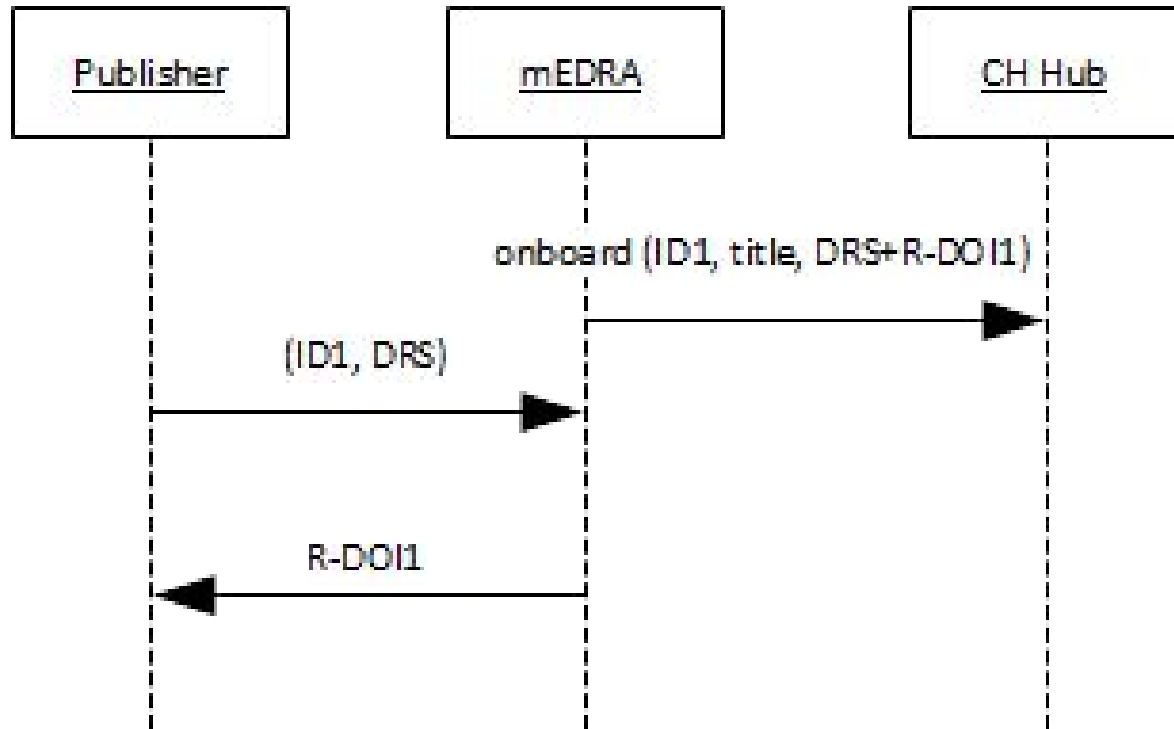 Publisher
mEDRA
CH Hub
onboard (ID1, title, DRS+R-DOI1)
(ID1, DRS)
R-DOI1